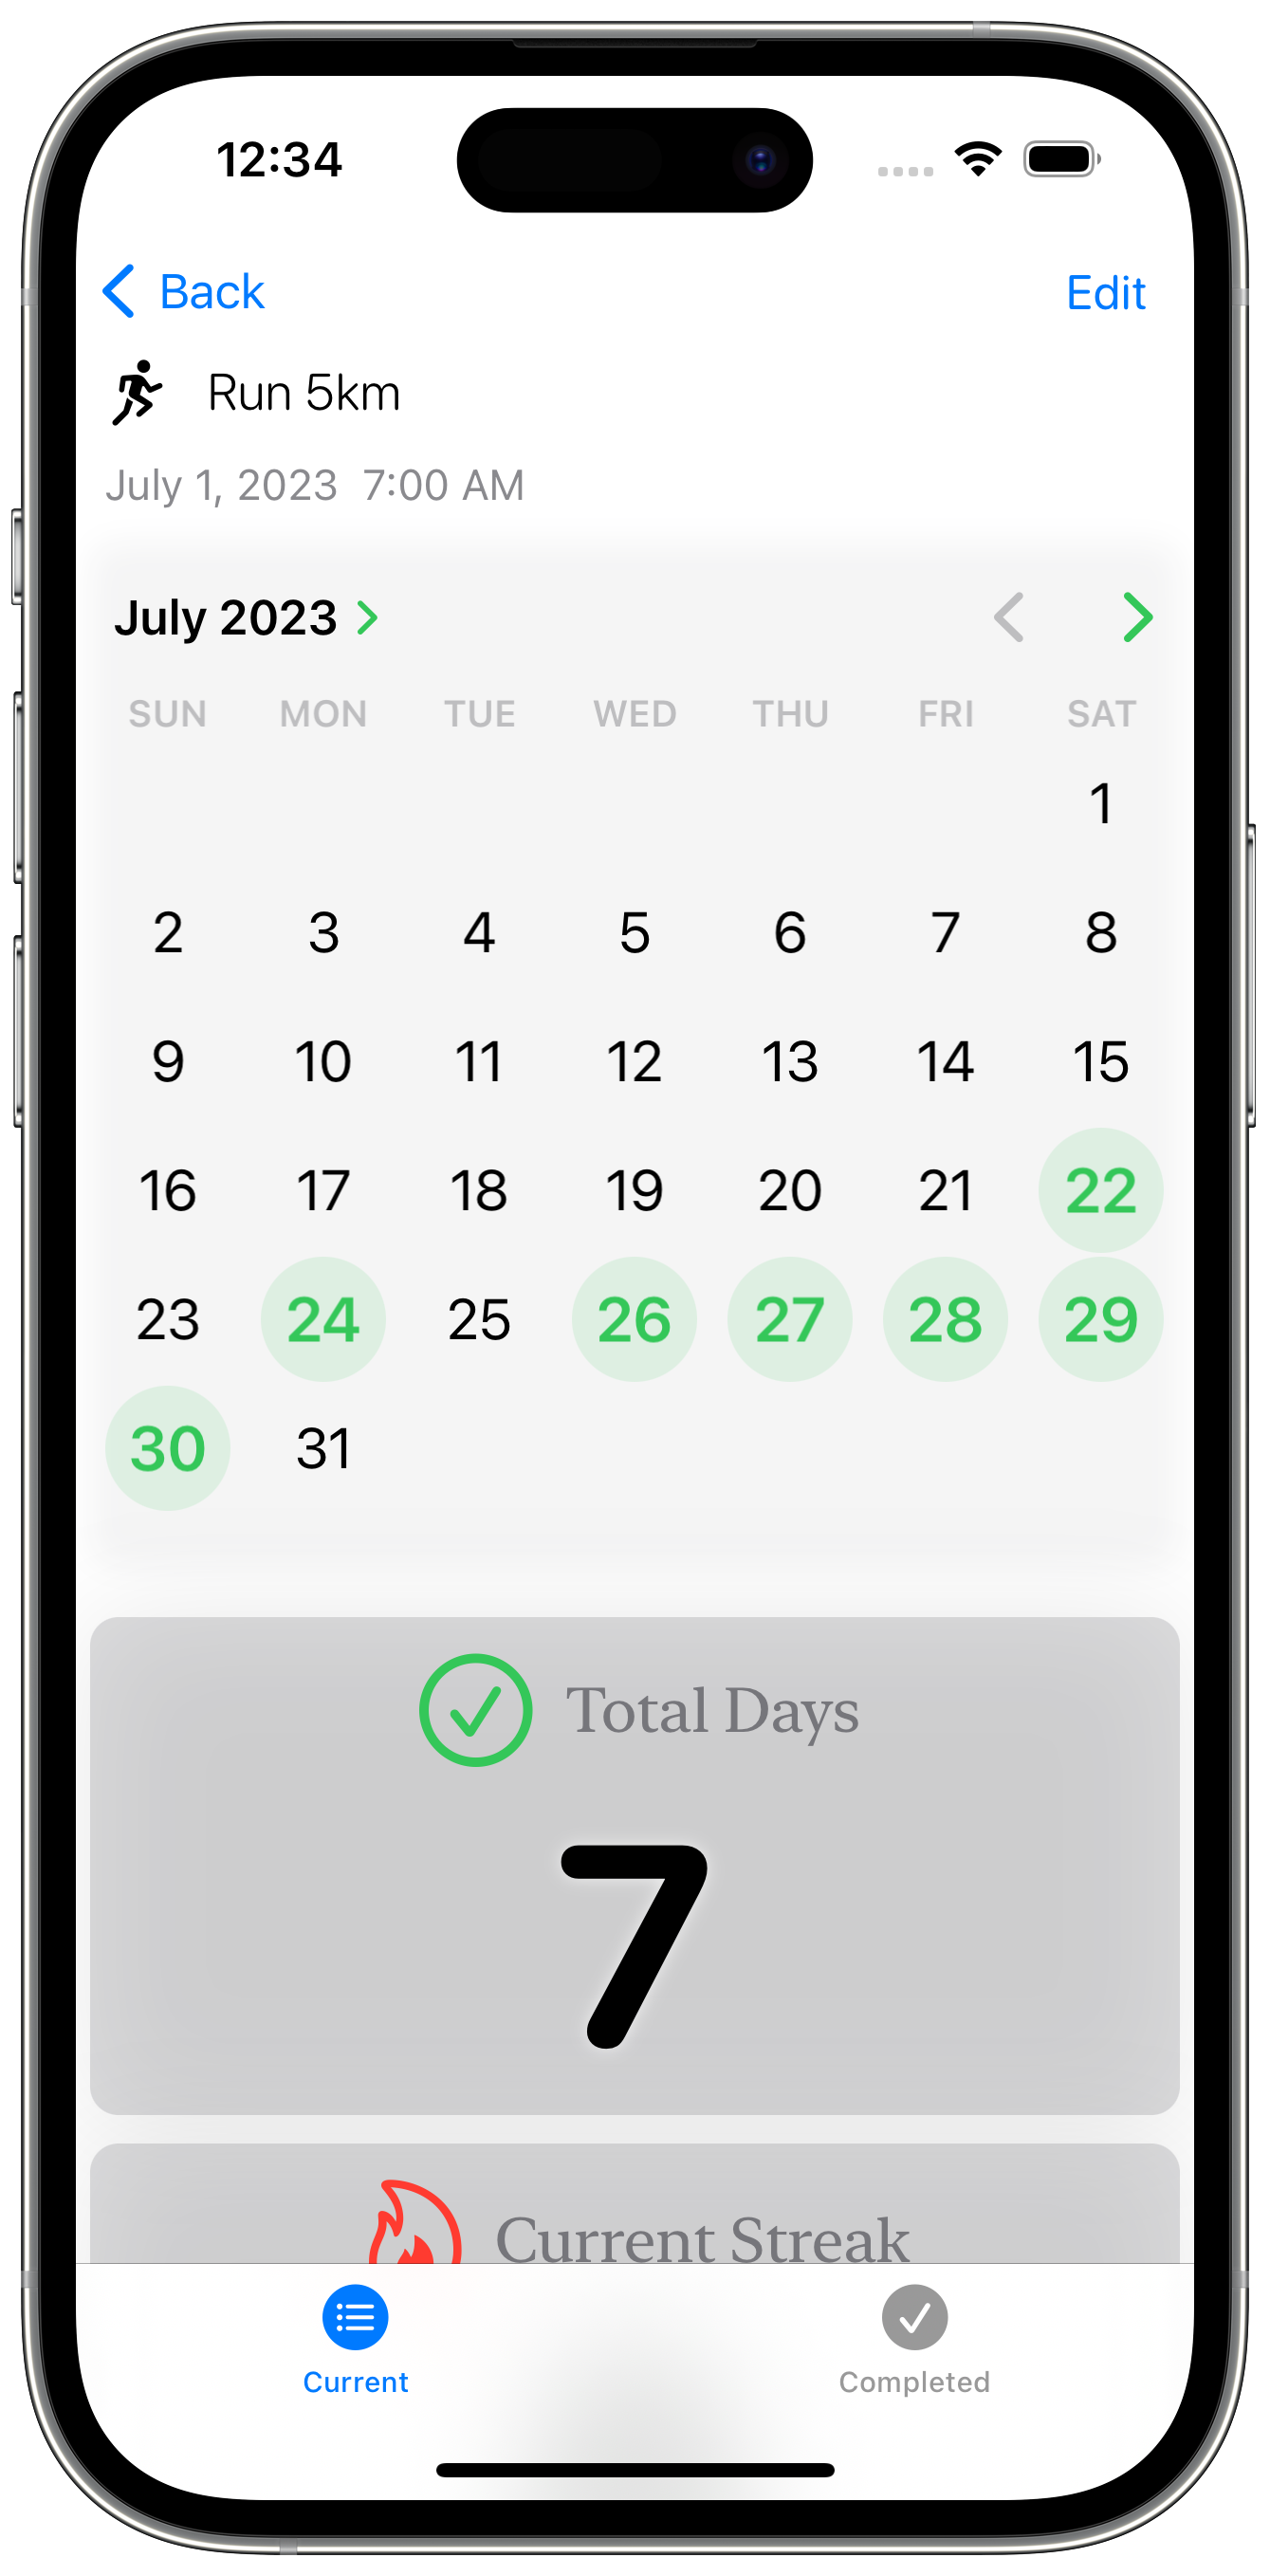 12:34
Back Edit
Run 5km
July 1, 2023 7:00 AM
July 2023
SUN MON TUE WED THU FRI SAT
1
2 3 4 5 6 7 8
9 10 11 12 13 14 15
16 17 18 19 20 21 22
23 24 25 26 27 28 29
30 31
Total Days
7
Current Streak
Current Completed